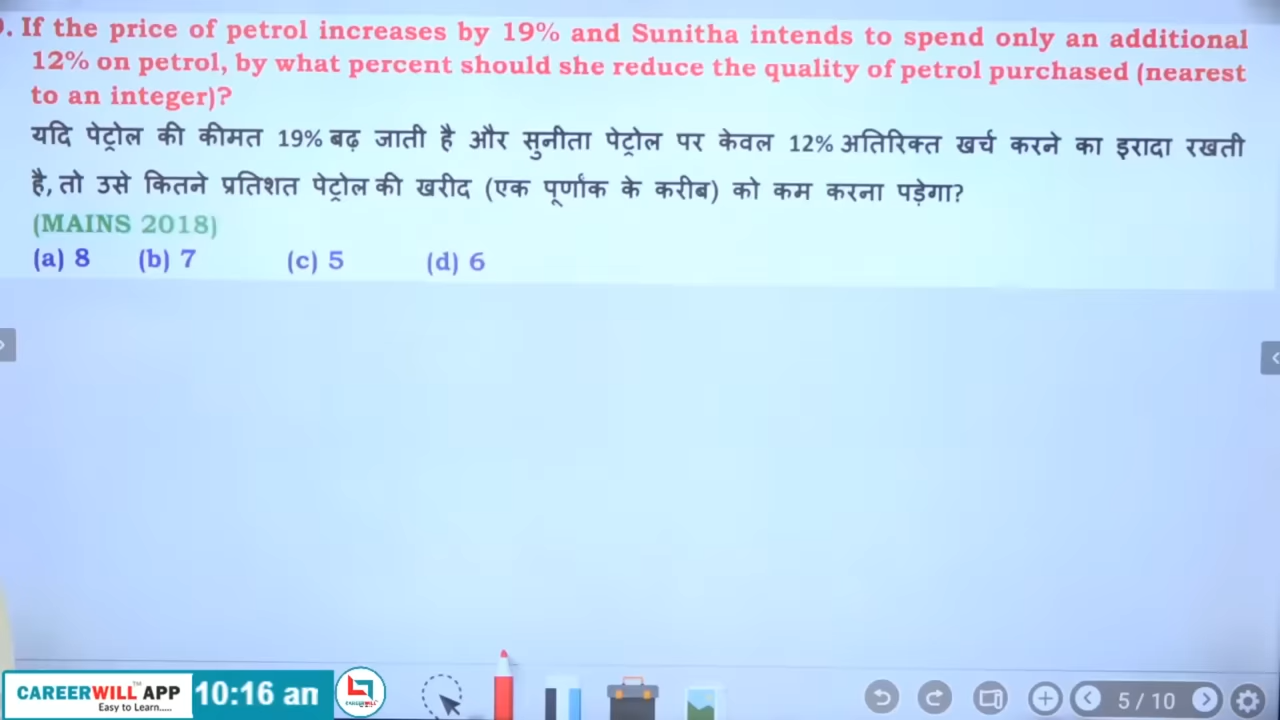 . If the price of petrol increases by 19% and Sunitha intends to spend only an additional
12% on petrol, by what percent should she reduce the quality of petrol purchased (nearest
to an integer)?
यदि पेट्रोल की कीमत 19% बढ़ जाती है और सुनीता पेट्रोल पर केवल 12% अतिरिक्त खर्च करने का इरादा रखती
है, तो उसे कितने प्रतिशत पेट्रोल की खरीद (एक पूर्णांक के करीब) को कम करना पड़ेगा?
(MAINS 2018)
(a) 8 (b) 7 (c) 5 (d) 6
CAREERWILL APP
Easy to Learn.....
10:16 an
CAREERWILL
5 / 10